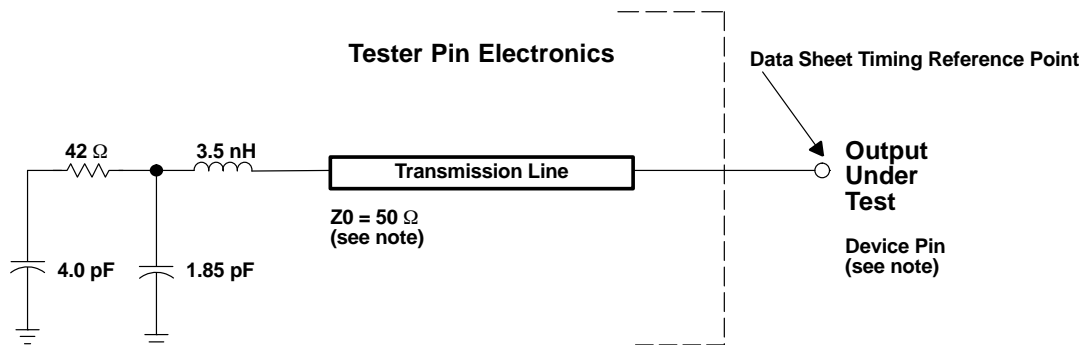 Tester Pin Electronics
Data Sheet Timing Reference Point
42 Ω
3.5 nH
Transmission Line
Output
Under
Test
Z0 = 50 Ω
(see note)
Device Pin
(see note)
4.0 pF
1.85 pF